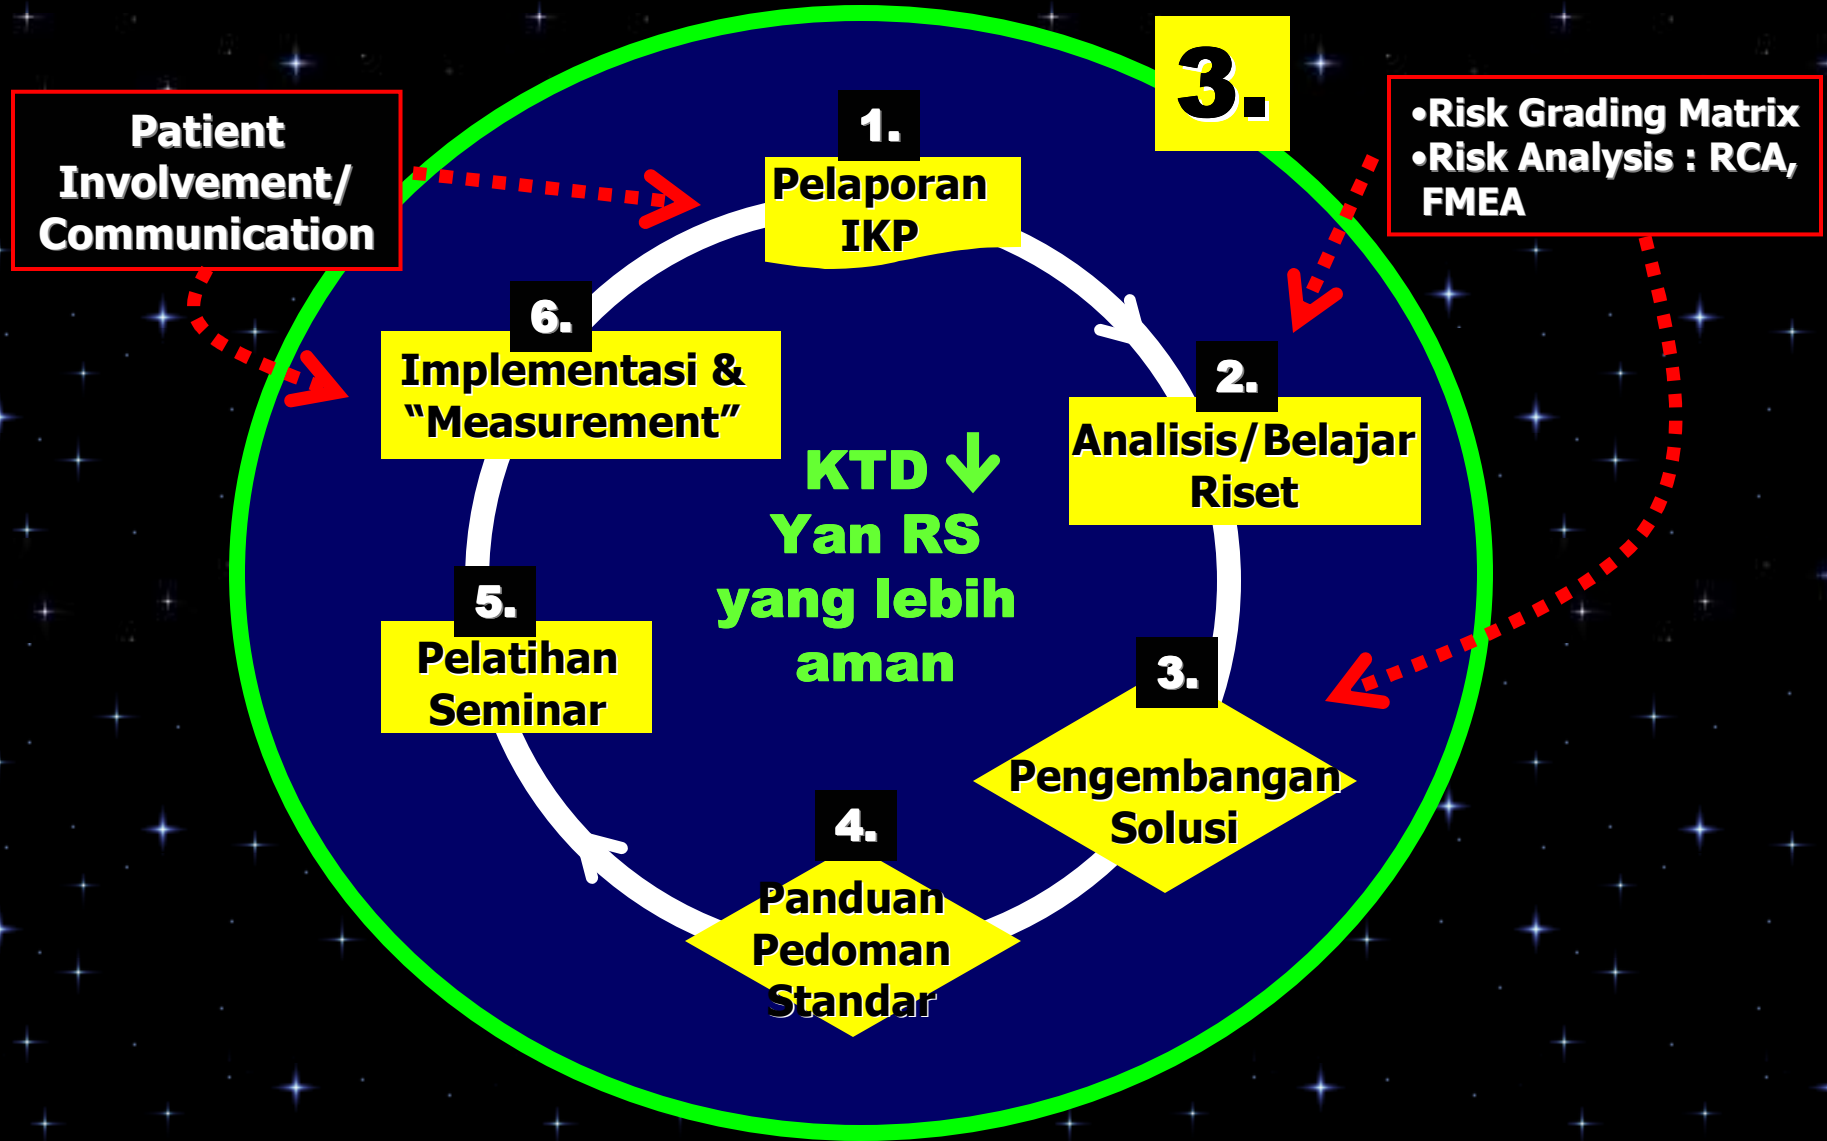 3.
Patient
Involvement/
Communication
•Risk Grading Matrix
•Risk Analysis : RCA,
FMEA
1.
Pelaporan
IKP
2.
Analisis/Belajar
Riset
3.
Pengembangan
Solusi
4.
Panduan
Pedoman
Standar
5.
Pelatihan
Seminar
6.
Implementasi &
“Measurement”
KTD ↓
Yan RS
yang lebih
aman